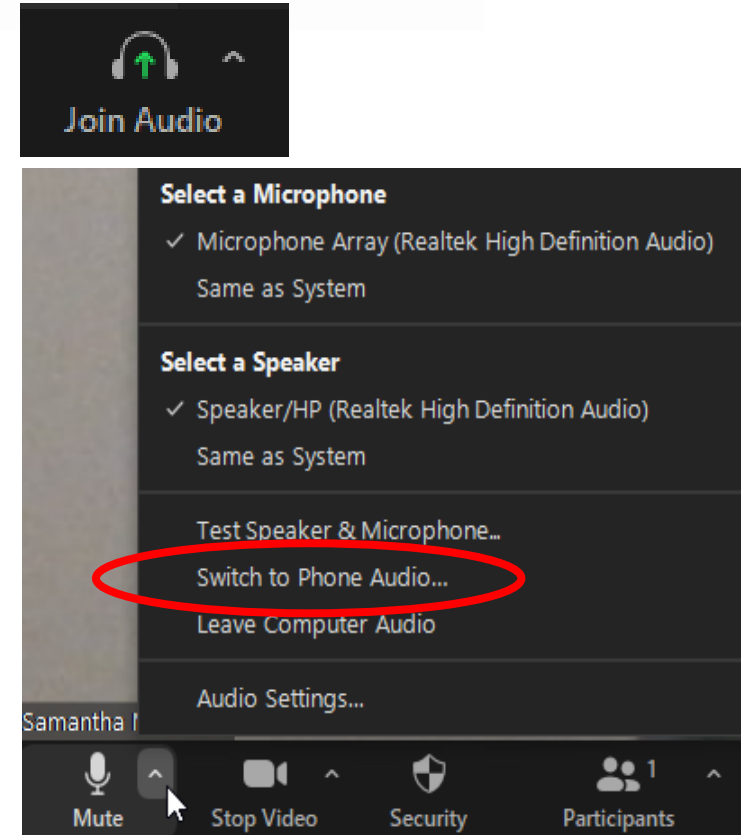 Join Audio
Select a Microphone
Microphone Array (Realtek High Definition Audio)
Same as System
Select a Speaker
Speaker/HP (Realtek High Definition Audio)
Same as System
Test Speaker & Microphone...
Switch to Phone Audio...
Leave Computer Audio
Audio Settings...
Samantha
Mute Stop Video Security Participants 1